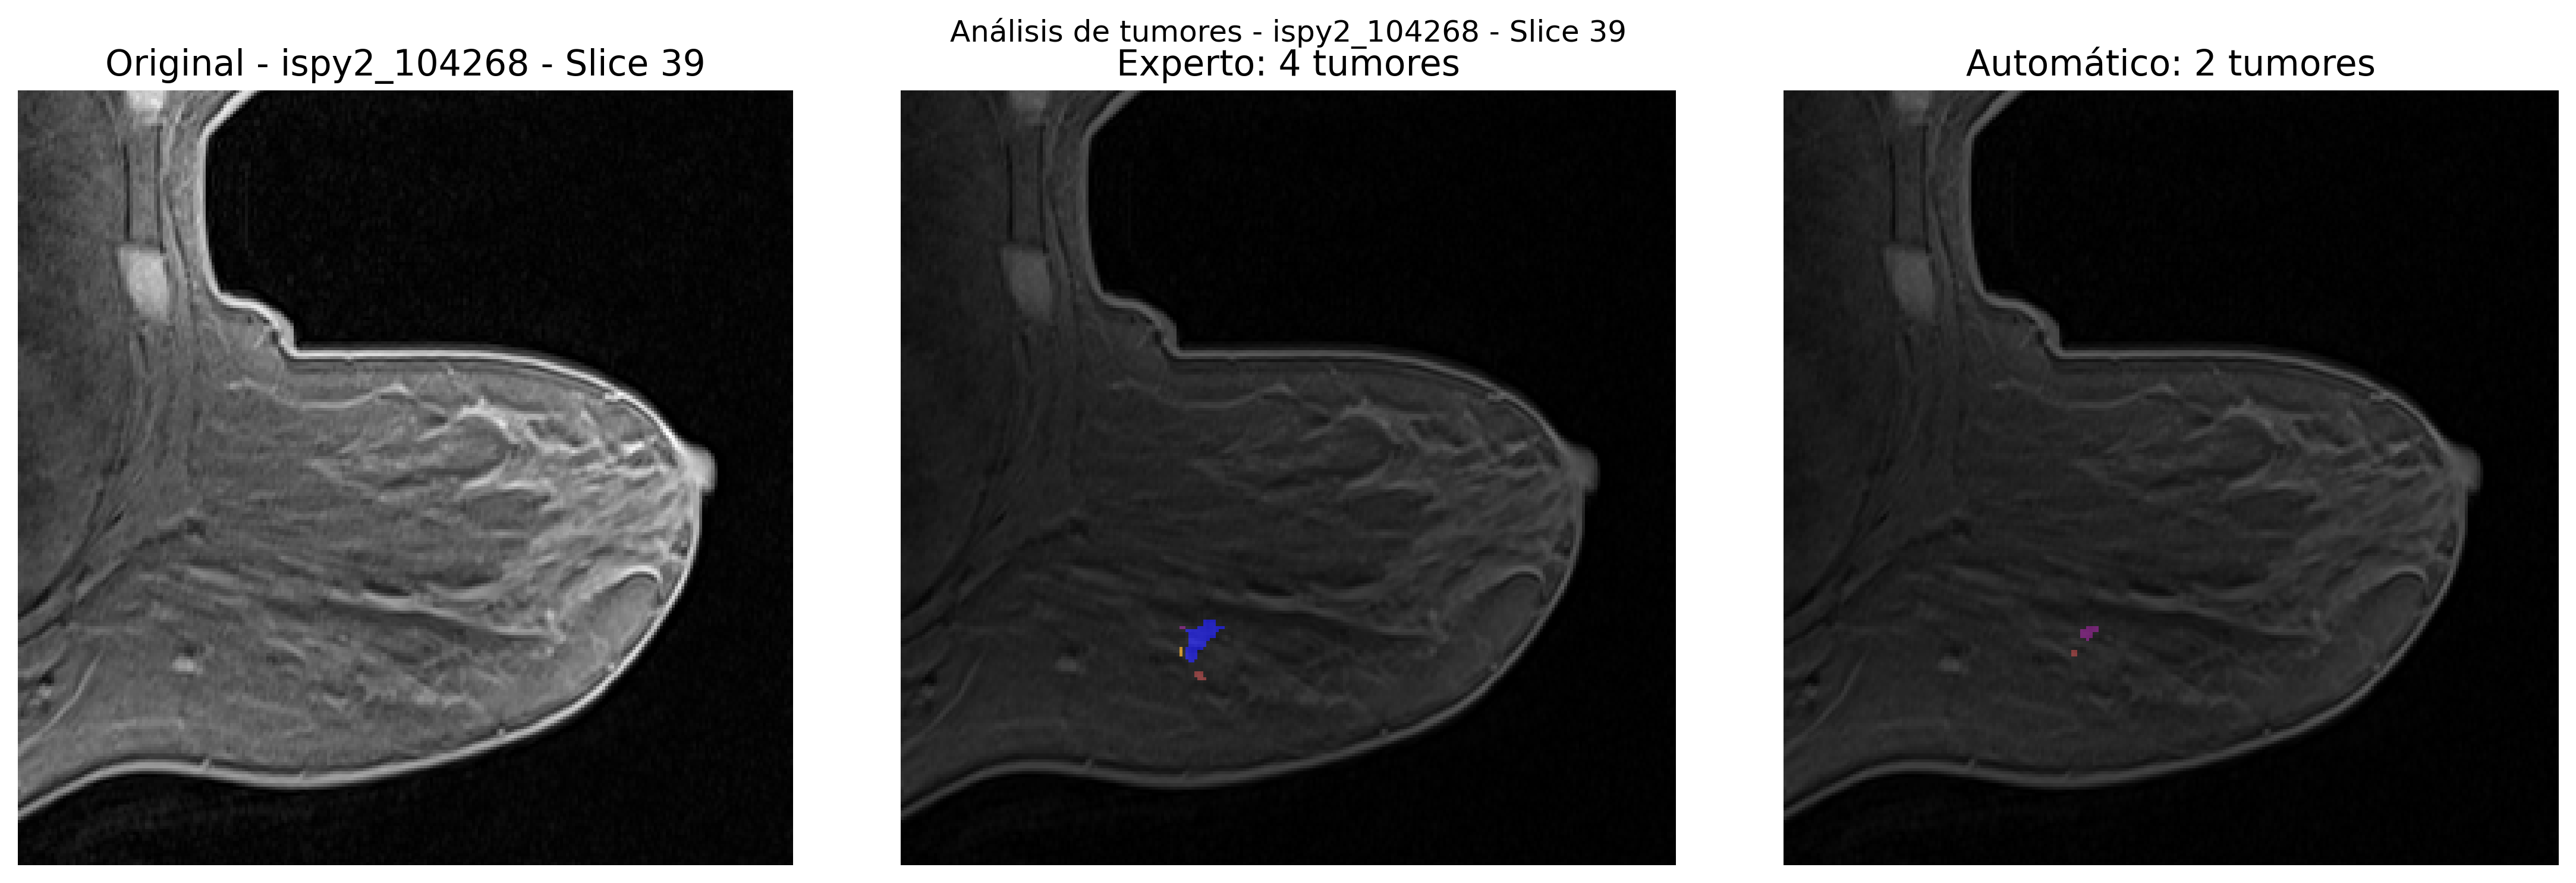 Análisis de tumores - ispy2_104268 - Slice 39
Original - ispy2_104268 - Slice 39
Experto: 4 tumores
Automático: 2 tumores